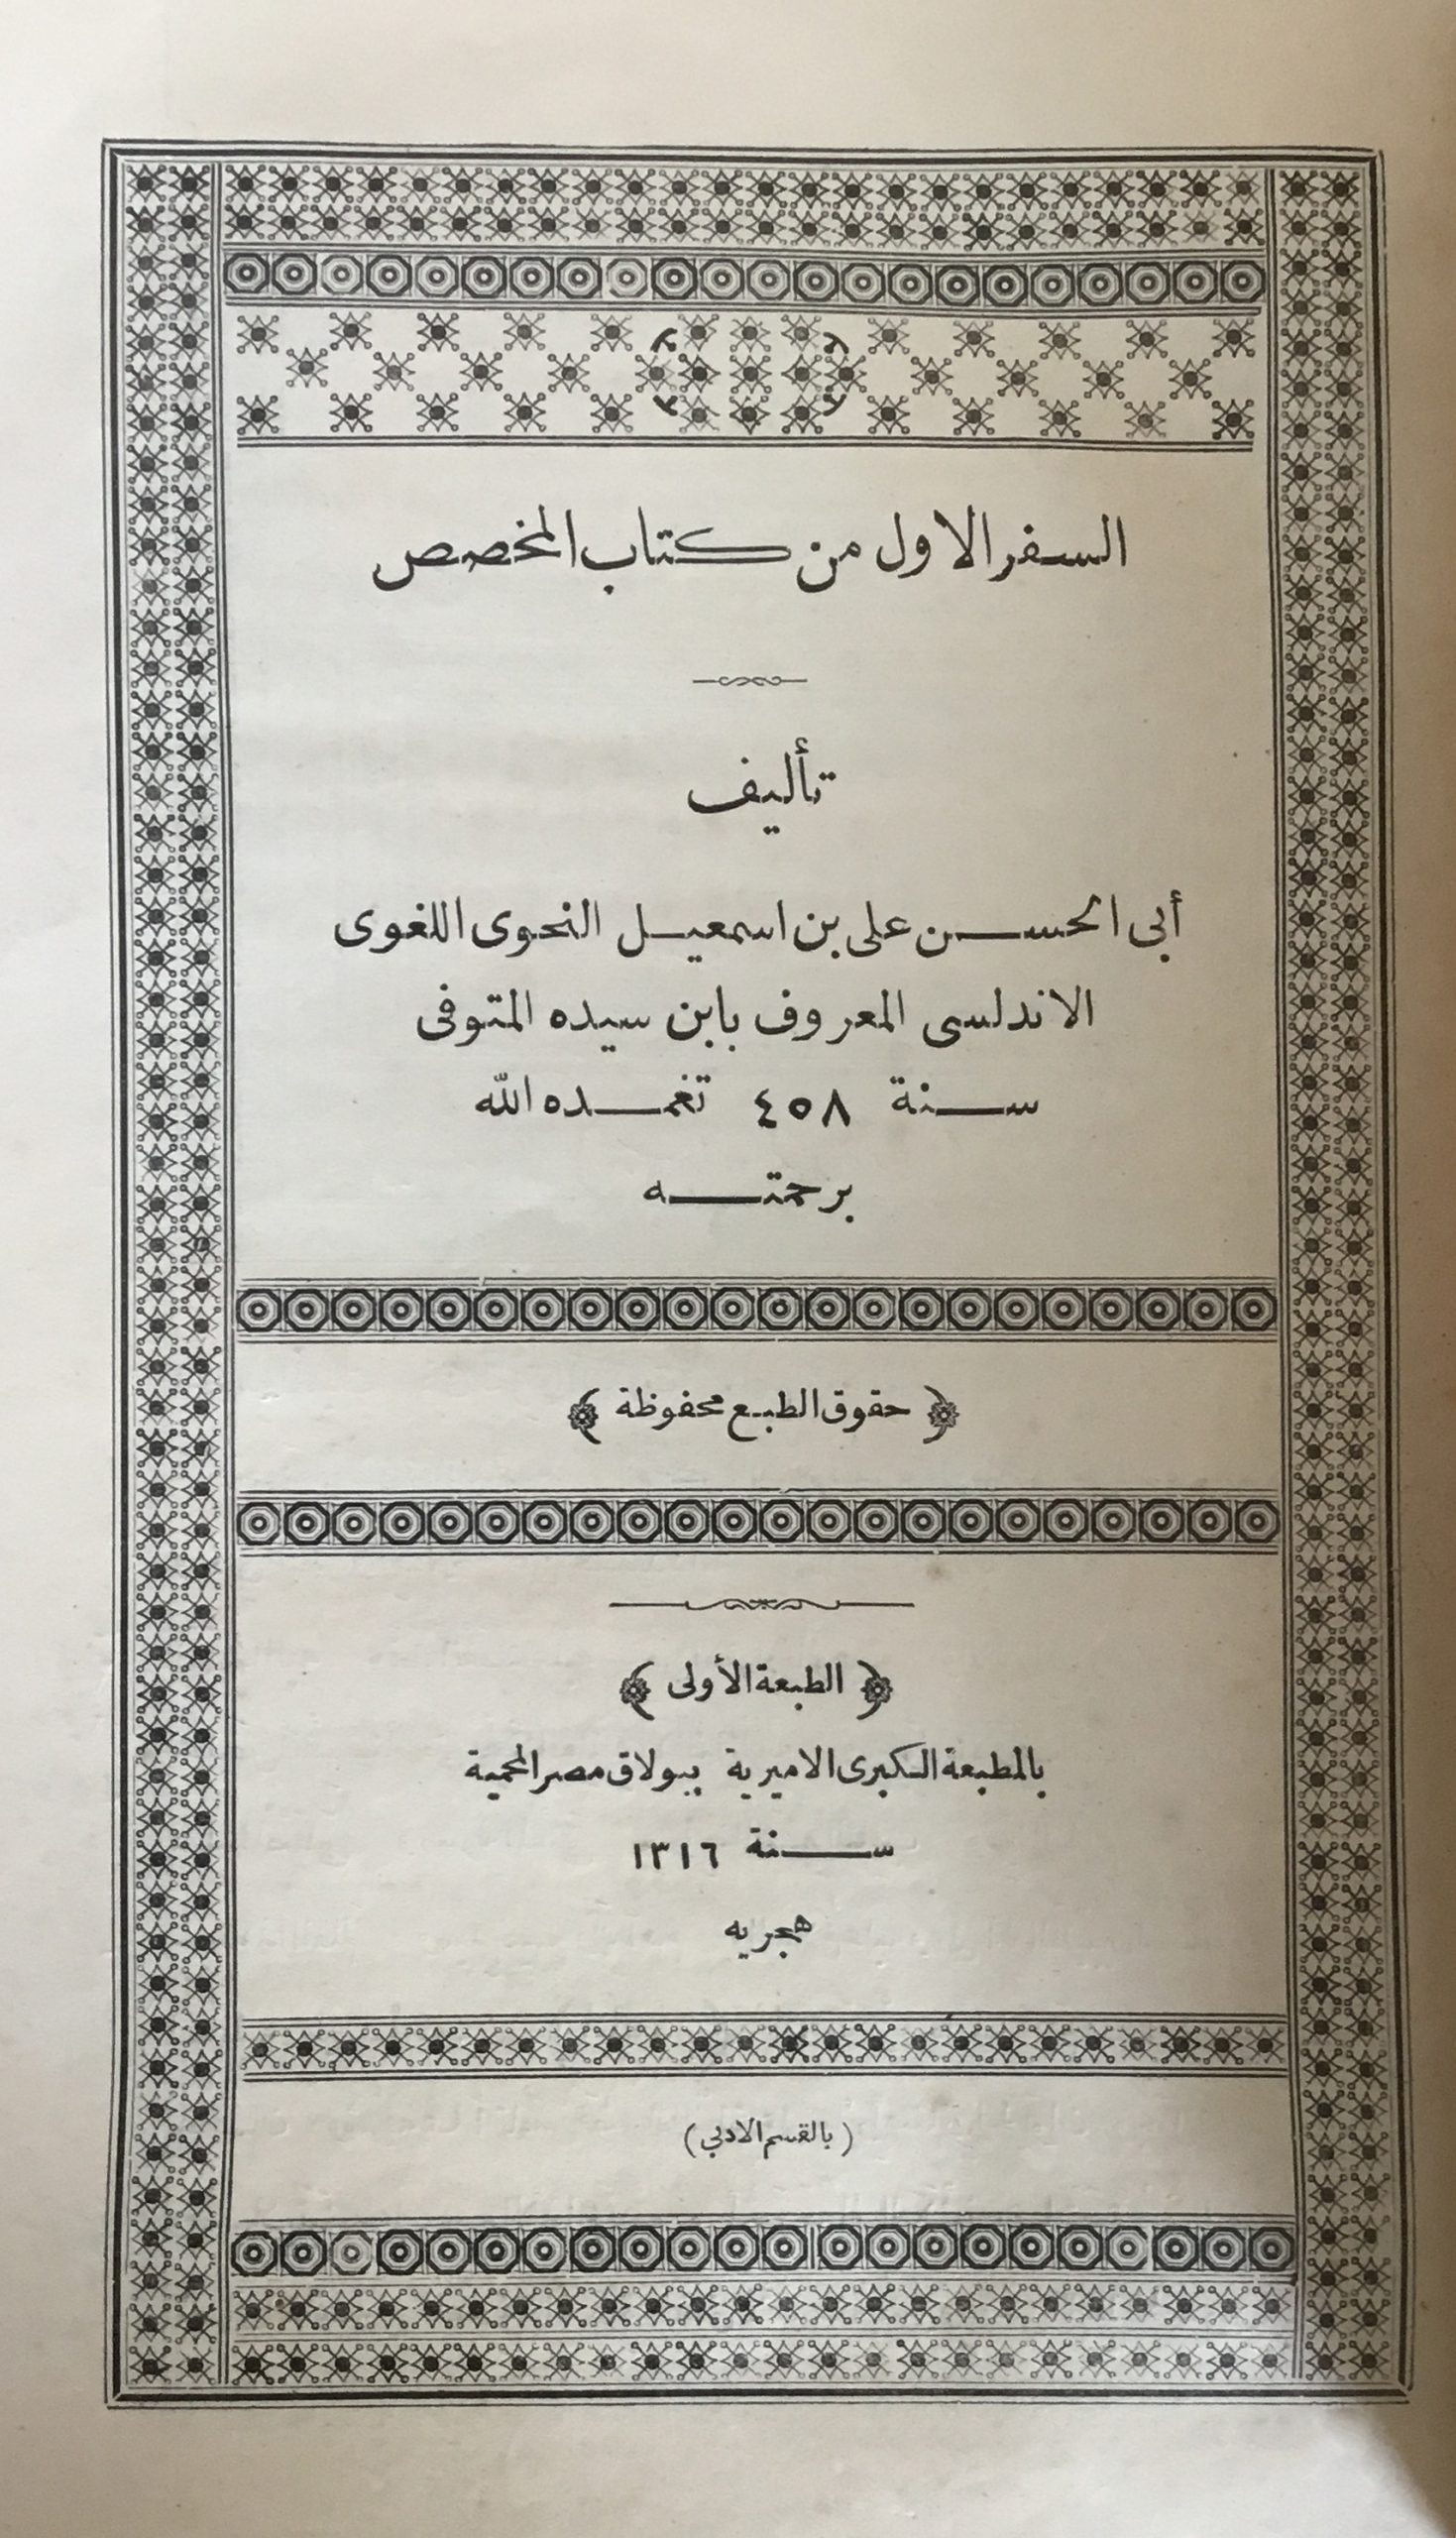 السفر الاول من كتاب المخصص
تأليف
أبى الحسن على بن اسمعيل النحوى اللغوى
الاندلسى المعروف بابن سيده المتوفى
سنة ٤٥٨ تغمده الله
برحمته
﴿ حقوق الطبع محفوظة ﴾
﴿ الطبعة الأولى ﴾
بالمطبعة الكبرى الاميرية ببولاق مصر المحمية
سنة ١٣١٦
هجريه
(بالقسم الادبى)